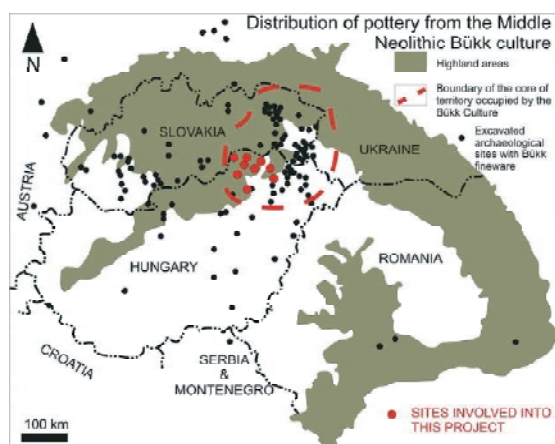 Distribution of pottery from the Middle
Neolithic Bükk culture
N
Highland areas
Boundary of the core of
territory occupied by the
Bükk Culture
Excavated
archaeological
sites with Bükk
fineware
SLOVAKIA
UKRAINE
AUSTRIA
HUNGARY
ROMANIA
CROATIA
SERBIA
&
MONTENEGRO
SITES INVOLVED INTO
THIS PROJECT
100 km